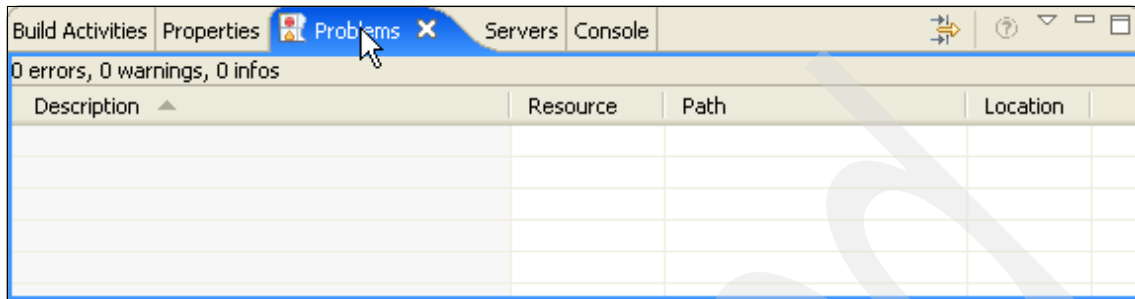 Build Activities Properties Problems Servers Console
0 errors, 0 warnings, 0 infos
Description Resource Path Location